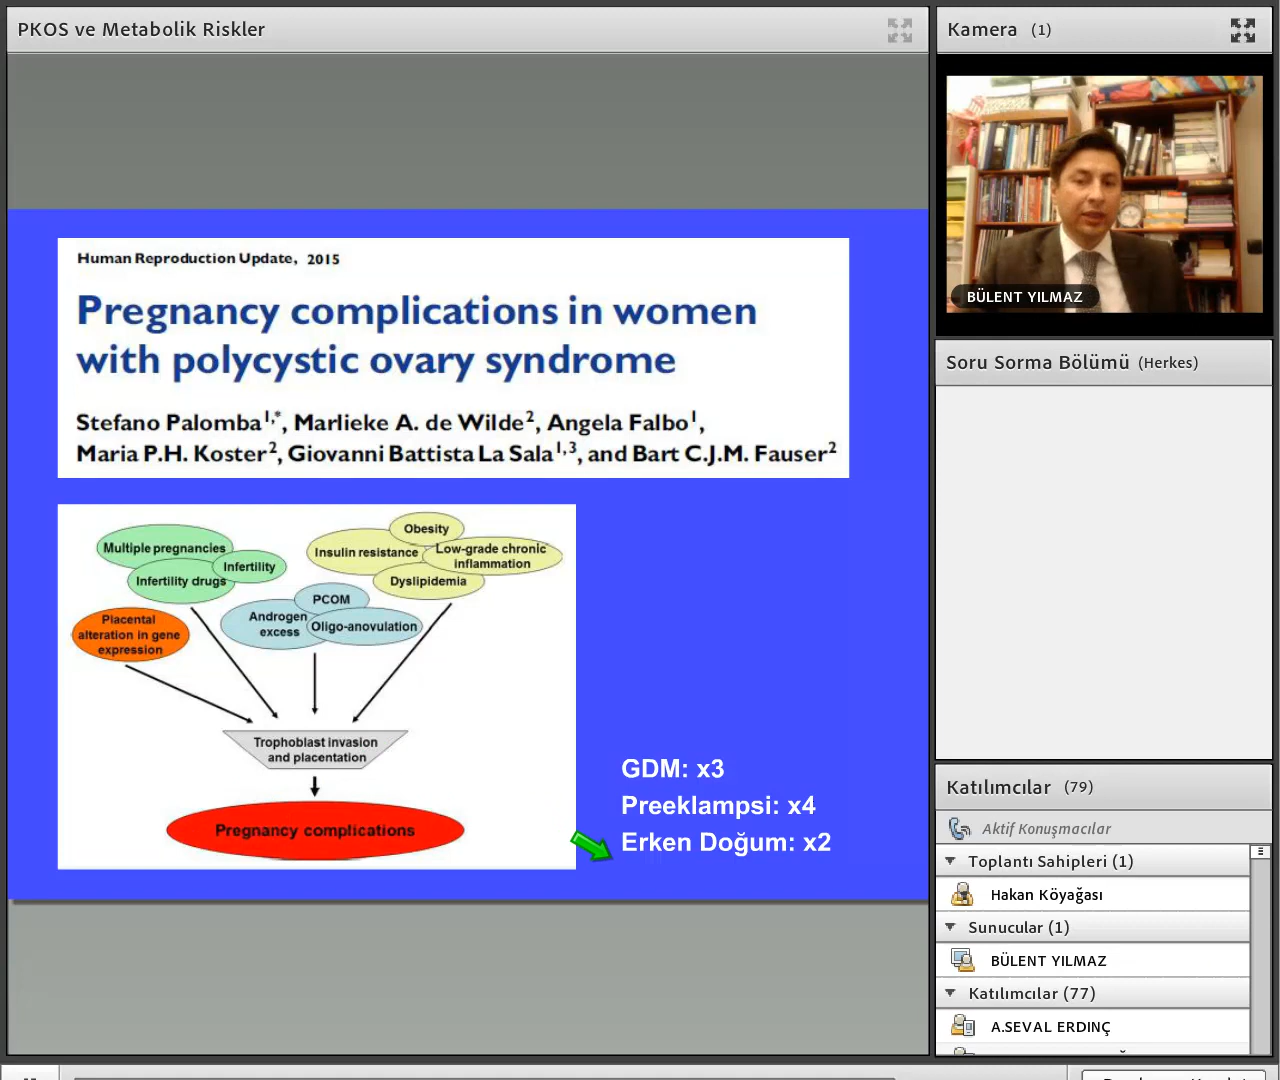 PKOS ve Metabolik Riskler
Human Reproduction Update, 2015
Pregnancy complications in women
with polycystic ovary syndrome
Stefano Palomba1,*, Marlieke A. de Wilde2, Angela Falbo1,
Maria P.H. Koster2, Giovanni Battista La Sala1,3, and Bart C.J.M. Fauser2
Multiple pregnancies
Infertility
Infertility drugs
Obesity
Insulin resistance
Low-grade chronic
inflammation
Dyslipidemia
PCOM
Androgen
excess
Oligo-anovulation
Placental
alteration in gene
expression
Trophoblast invasion
and placentation
Pregnancy complications
GDM: x3
Preeklampsi: x4
Erken Doğum: x2
Kamera (1)
BÜLENT YILMAZ
Soru Sorma Bölümü (Herkes)
Katılımcılar (79)
Aktif Konuşmacılar
Toplantı Sahipleri (1)
Hakan Köyağası
Sunucular (1)
BÜLENT YILMAZ
Katılımcılar (77)
A.SEVAL ERDINÇ